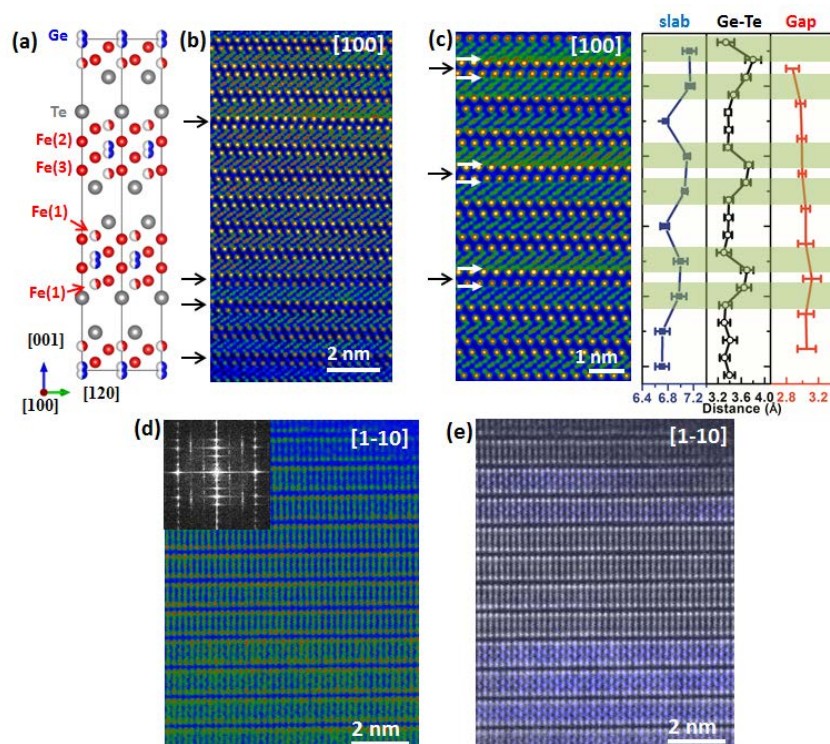 (a)
Ge
Te
Fe(2)
Fe(3)
Fe(1)
Fe(1)
[001]
[100]
[120]
(b)
[100]
2 nm
(c)
[100]
1 nm
slab
Ge-Te
Gap
6.4 6.8 7.2 3.2 3.6 4.0 2.8 3.2
Distance (Å)
(d)
[1-10]
2 nm
(e)
[1-10]
2 nm